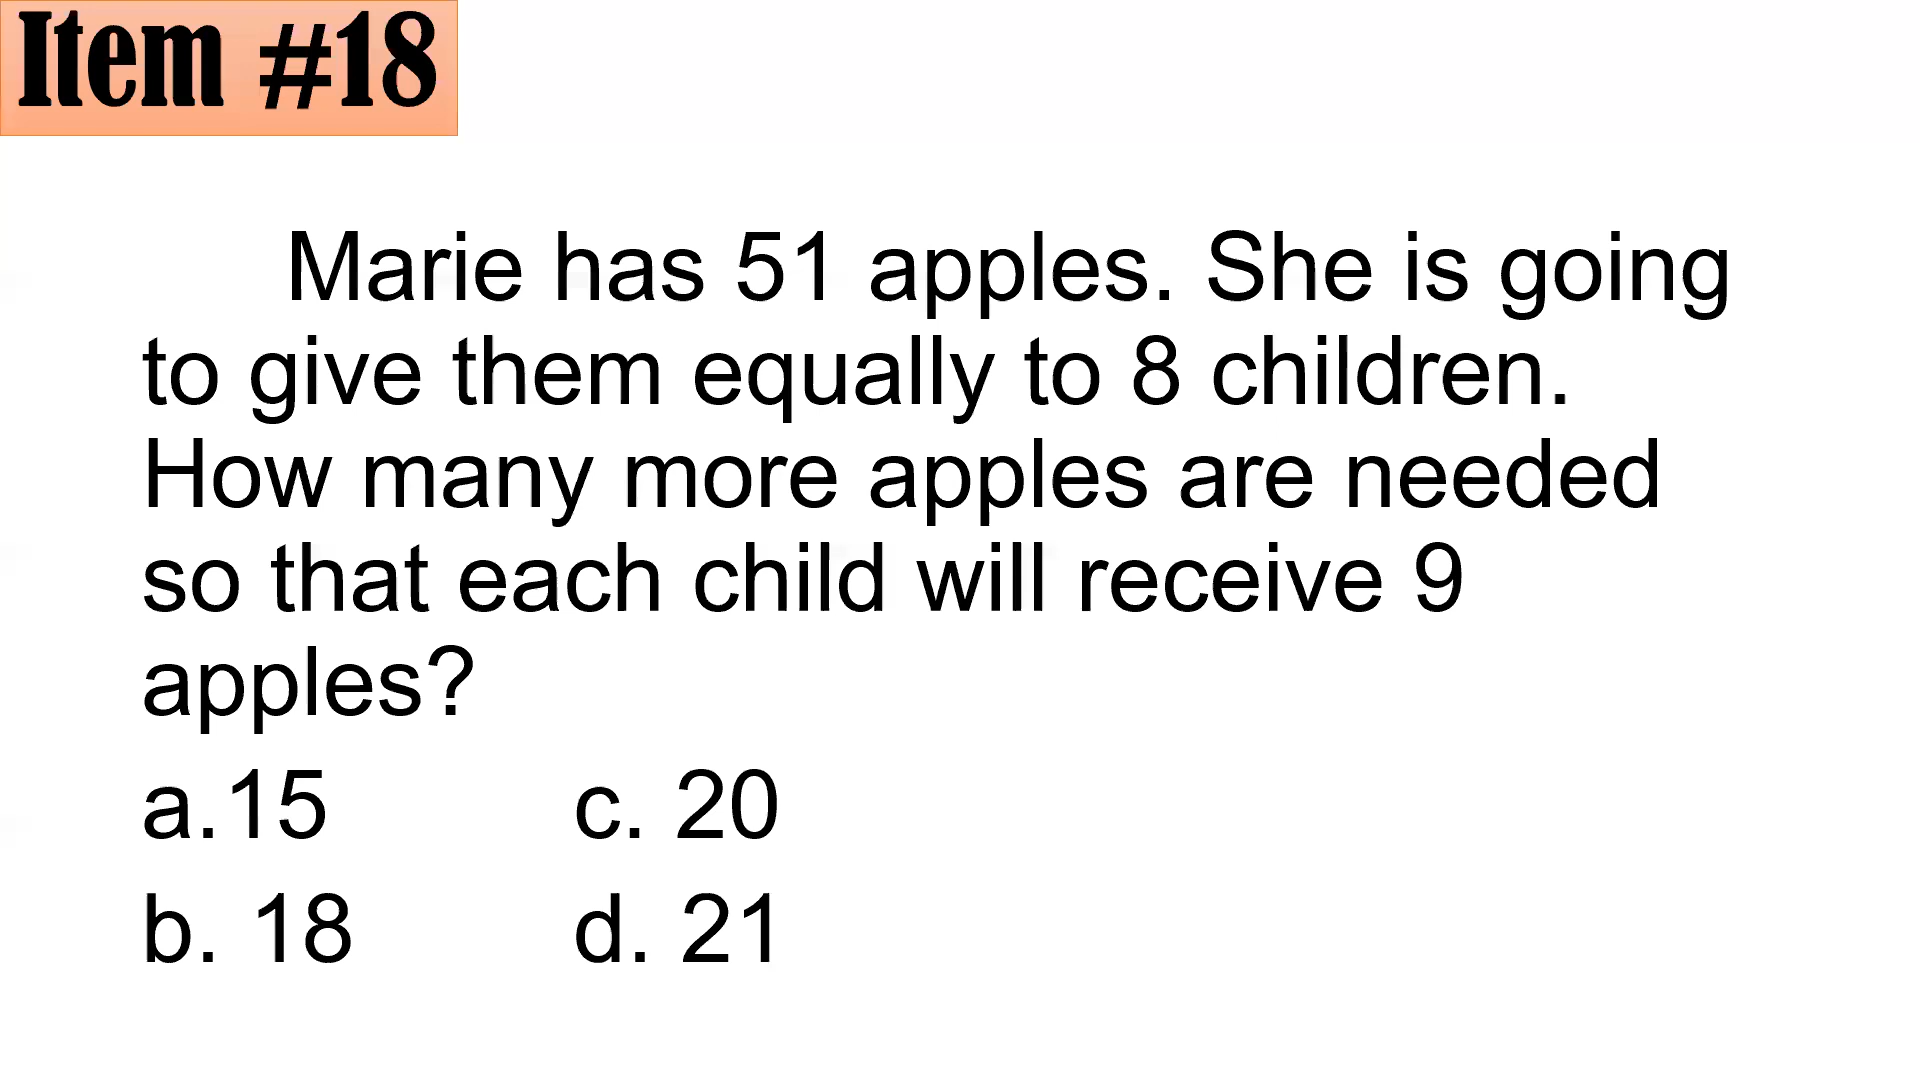 Item #18
Marie has 51 apples. She is going
to give them equally to 8 children.
How many more apples are needed
so that each child will receive 9
apples?
a.15 c. 20
b. 18 d. 21